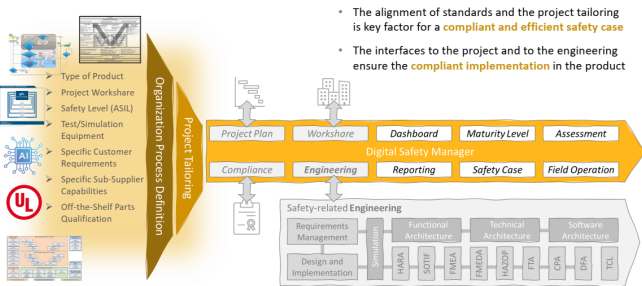 • The alignment of standards and the project tailoring
is key factor for a compliant and efficient safety case
• The interfaces to the project and to the engineering
ensure the compliant implementation in the product
➢ Type of Product
➢ Project Workshare
➢ Safety Level (ASIL)
➢ Test/Simulation
Equipment
➢ Specific Customer
Requirements
➢ Specific Sub-Supplier
Capabilities
➢ Off-the-Shelf Parts
Qualification
AI
UL
Organization Process Definition
Project Tailoring
Project Plan
Workshare
Dashboard
Maturity Level
Assessment
Digital Safety Manager
Compliance
Engineering
Reporting
Safety Case
Field Operation
Safety-related Engineering
Requirements
Management
Design and
Implementation
Simulation
Functional
Architecture
Technical
Architecture
Software
Architecture
HARA
SOTIF
FMEA
FMEDA
HAZOP
FTA
CPA
DFA
TCL